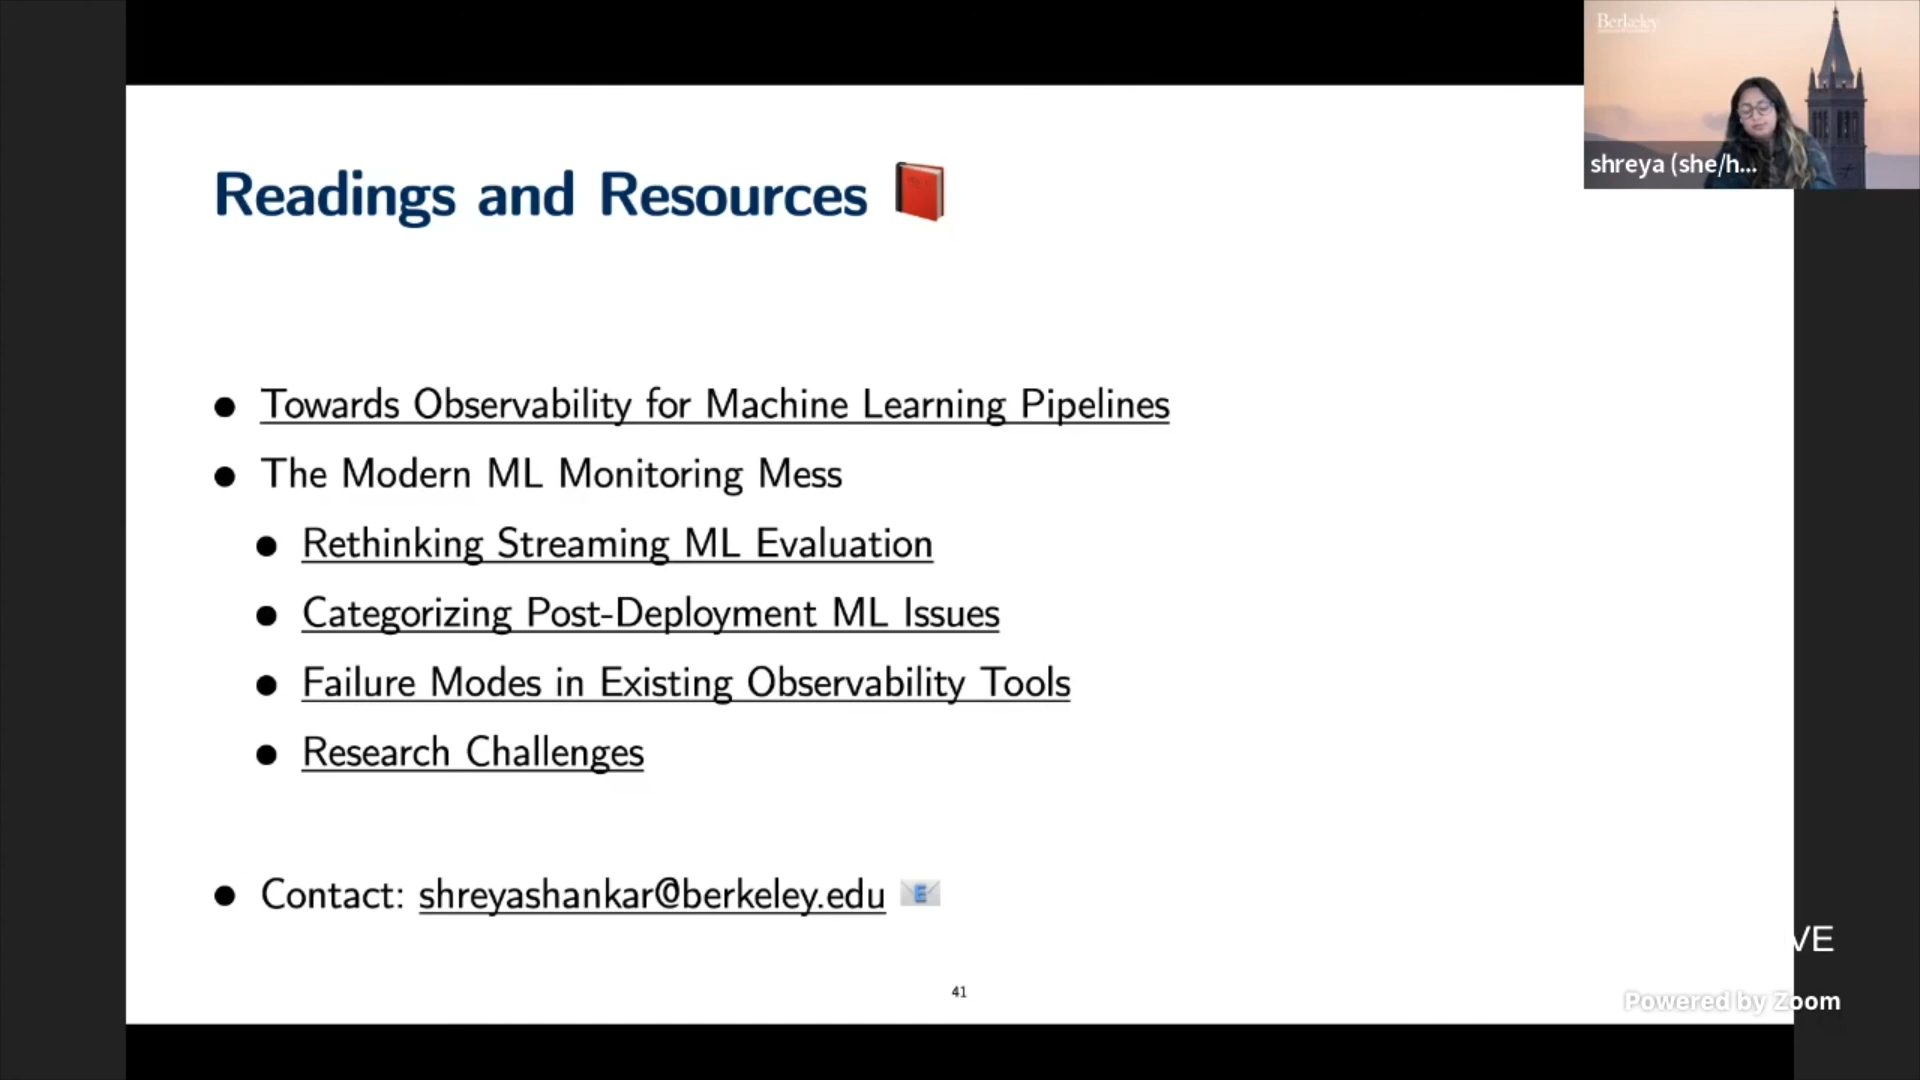 Berkeley
shreya (she/h...
Readings and Resources
Towards Observability for Machine Learning Pipelines
The Modern ML Monitoring Mess
Rethinking Streaming ML Evaluation
Categorizing Post-Deployment ML Issues
Failure Modes in Existing Observability Tools
Research Challenges
Contact: shreyashankar@berkeley.edu
VE
41
Powered by Zoom